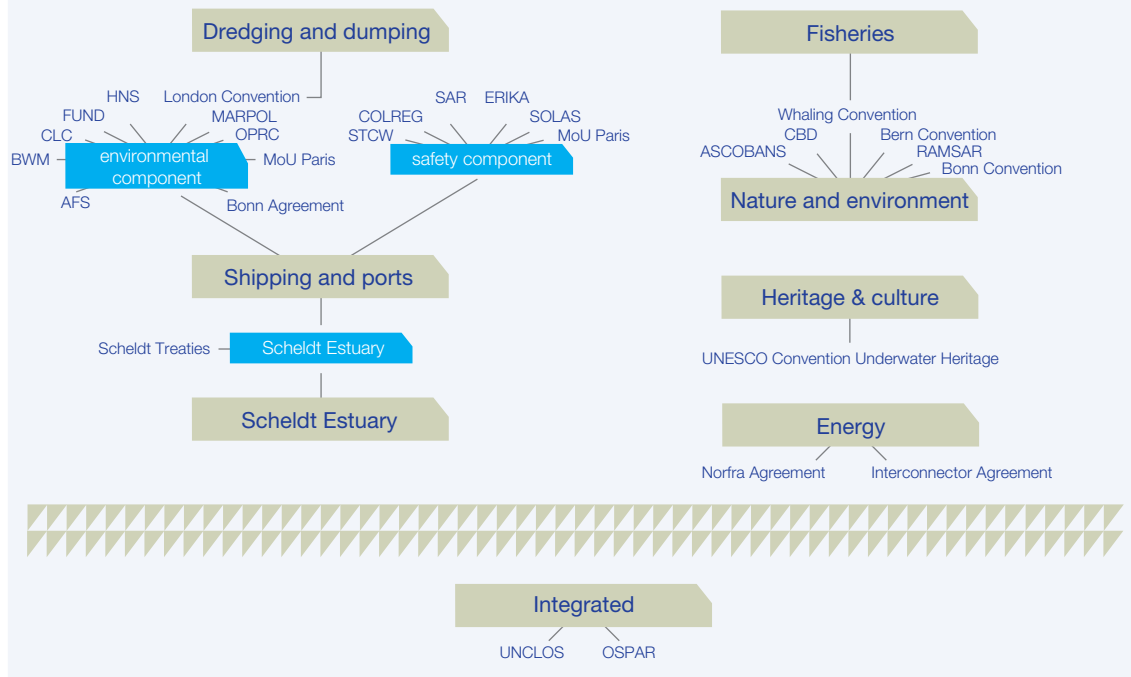 Dredging and dumping
Fisheries
HNS
London Convention
SAR
ERIKA
FUND
MARPOL
COLREG
SOLAS
Whaling Convention
CLC
OPRC
STCW
MoU Paris
CBD
Bern Convention
BWM
environmental
component
MoU Paris
safety component
ASCOBANS
RAMSAR
Bonn Convention
AFS
Bonn Agreement
Nature and environment
Shipping and ports
Heritage & culture
Scheldt Treaties
Scheldt Estuary
UNESCO Convention Underwater Heritage
Scheldt Estuary
Energy
Norfra Agreement
Interconnector Agreement
Integrated
UNCLOS
OSPAR